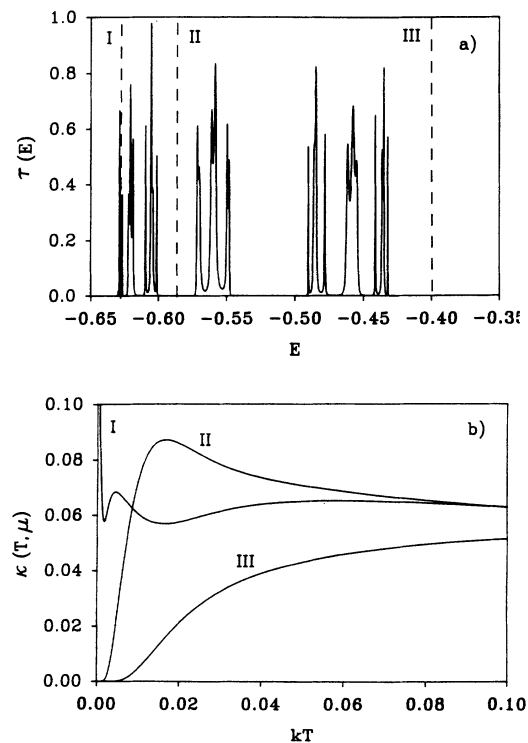 1.0
I
II
III
a)
0.8
0.6
τ (E)
0.4
0.2
0.0
−0.65 −0.60 −0.55 −0.50 −0.45 −0.40 −0.35
E
0.10
I
II
b)
0.08
0.06
κ (T,μ)
III
0.04
0.02
0.00
0.00 0.02 0.04 0.06 0.08 0.10
kT